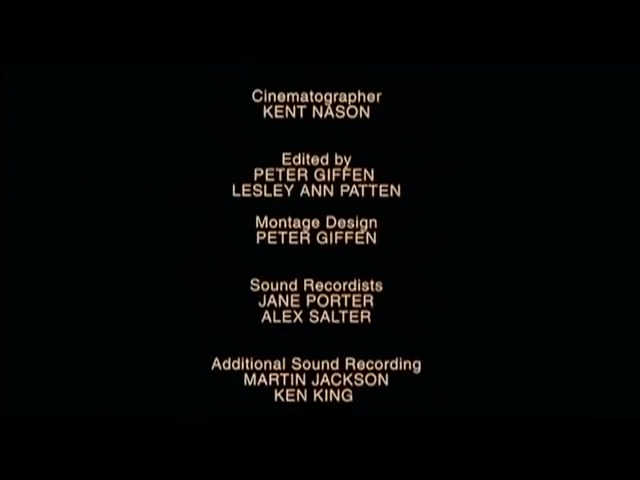 Cinematographer
KENT NASON
Edited by
PETER GIFFEN
LESLEY ANN PATTEN
Montage Design
PETER GIFFEN
Sound Recordists
JANE PORTER
ALEX SALTER
Additional Sound Recording
MARTIN JACKSON
KEN KING